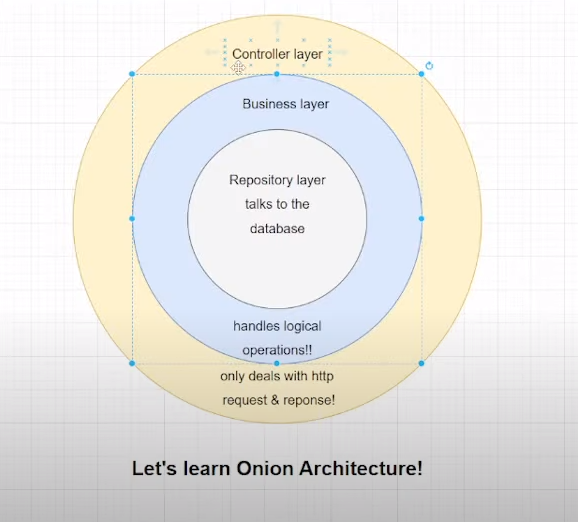 Controller layer
Business layer
Repository layer
talks to the
database
handles logical
operations!!
only deals with http
request & reponse!
Let's learn Onion Architecture!